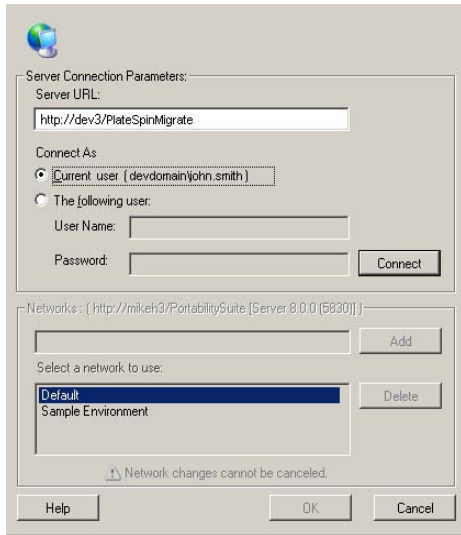 Server Connection Parameters:
Server URL:
http://dev3/PlateSpinMigrate
Connect As
Current user ( devdomain\john.smith )
The following user:
User Name:
Password:
Connect
Networks : ( http://mikeh3/PortabilitySuite [Server 8.0.0 (5830)] )
Add
Select a network to use:
Default
Delete
Sample Environment
Network changes cannot be canceled.
Help
OK
Cancel